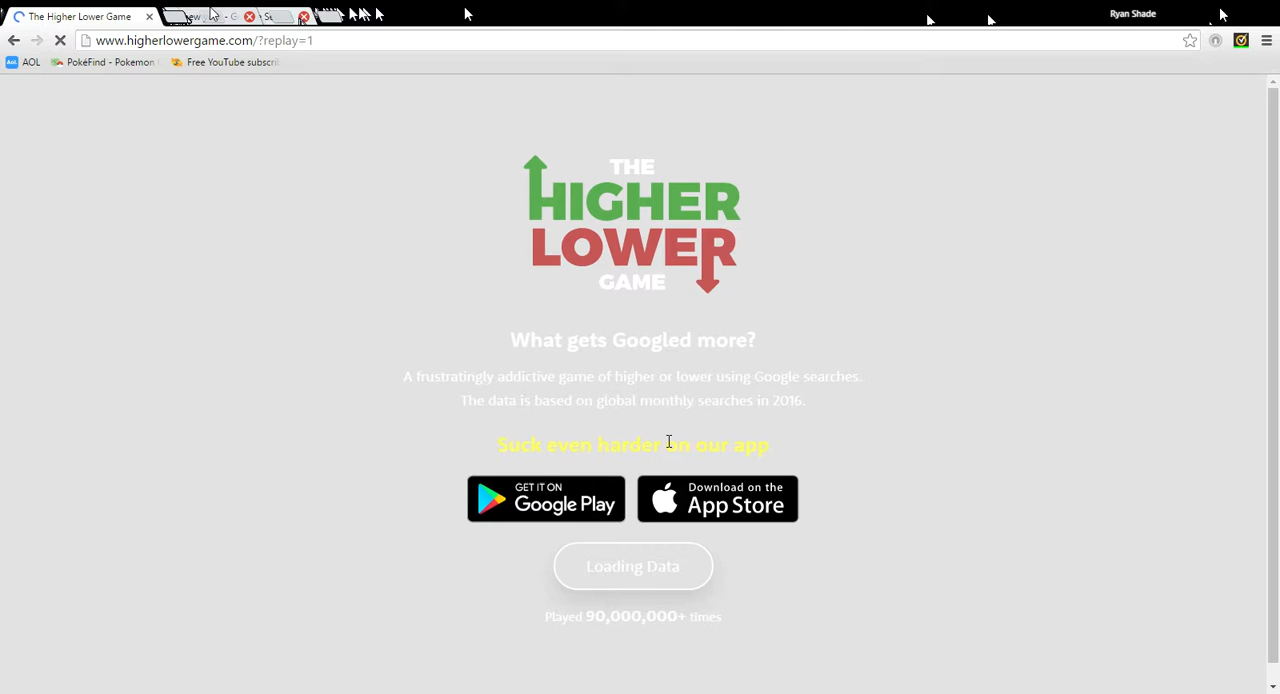 The Higher Lower Game
Ryan Shade
www.higherlowergame.com/?replay=1
Aol. AOL PokéFind - Pokemon Free YouTube subscri
THE
HIGHER
LOWER
GAME
What gets Googled more?
A frustratingly addictive game of higher or lower using Google searches.
The data is based on global monthly searches in 2016.
Suck even harder on our app
GET IT ON
Google Play
Download on the
App Store
Loading Data
Played 90,000,000+ times